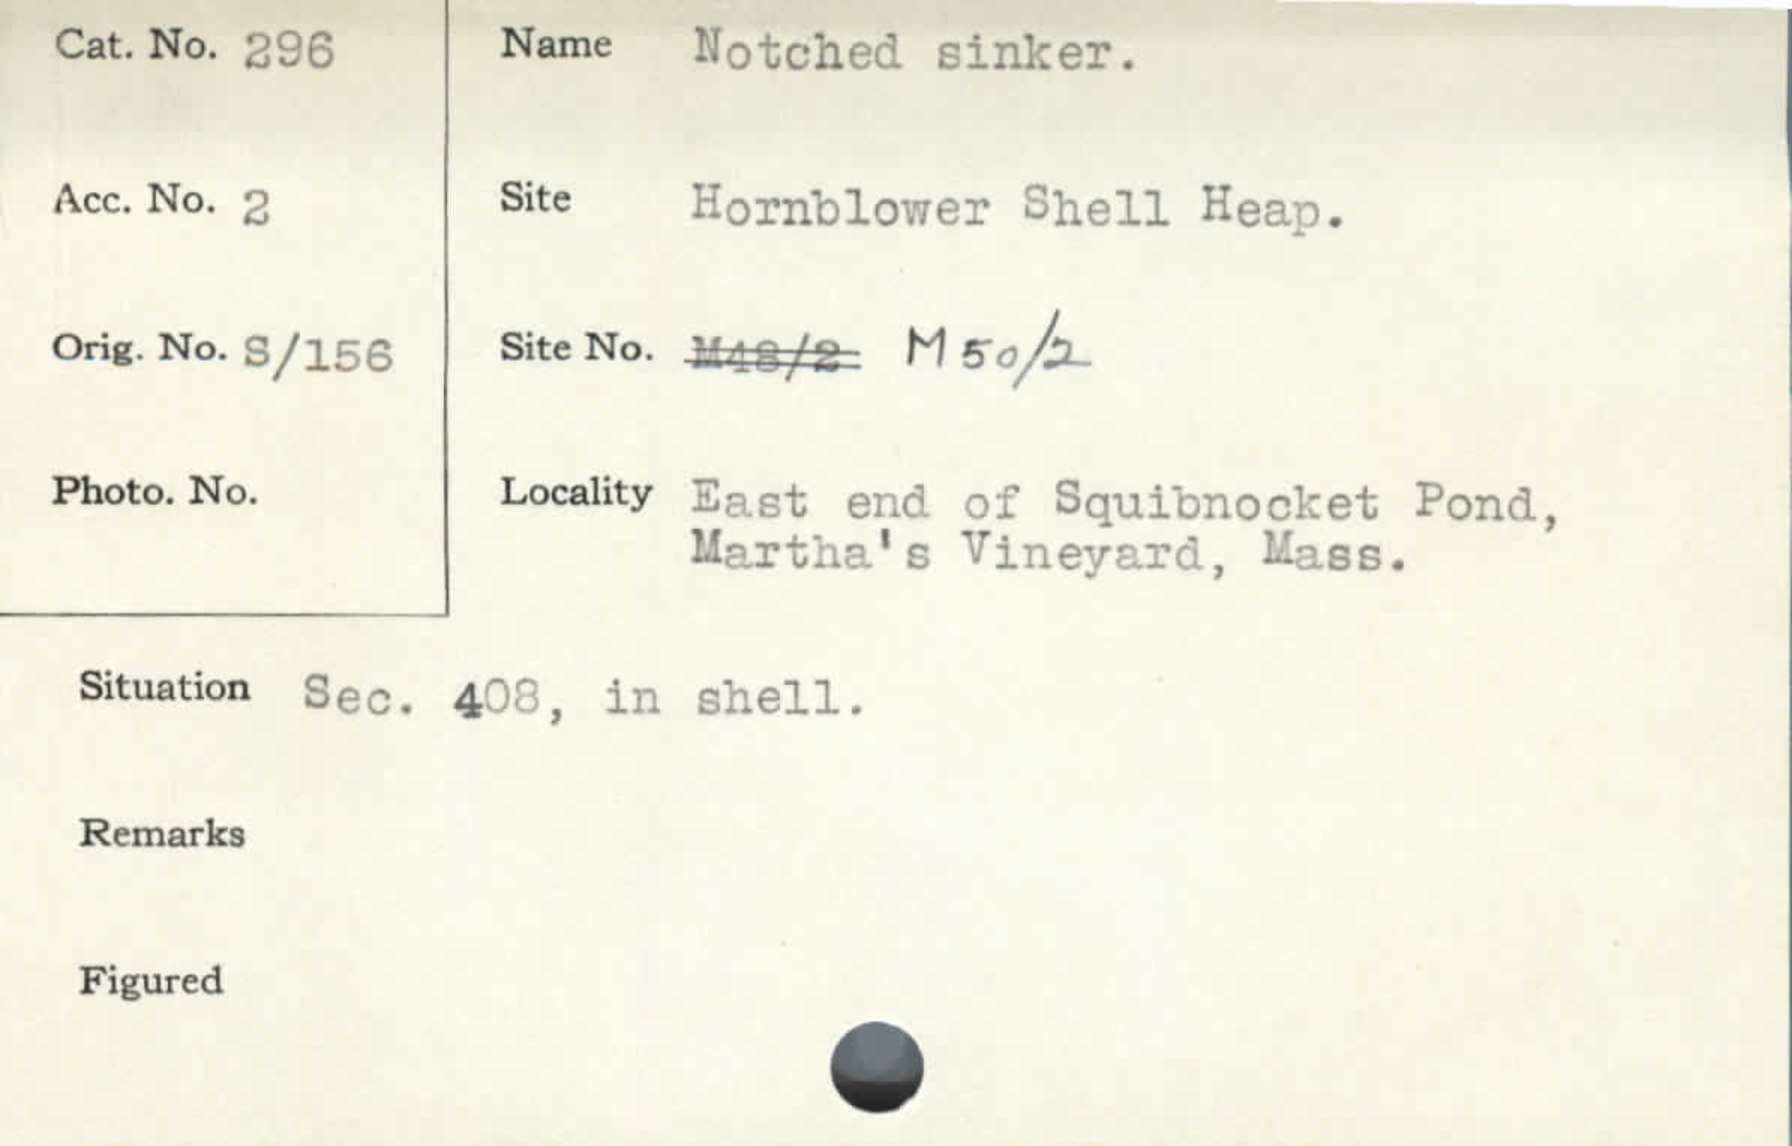 Cat. No. 296
Name Notched sinker.
Acc. No. 2
Site Hornblower Shell Heap.
Orig. No. S/156
Site No. M48/2 M50/2
Photo. No.
Locality East end of Squibnocket Pond,
Martha's Vineyard, Mass.
Situation Sec. 408, in shell.
Remarks
Figured